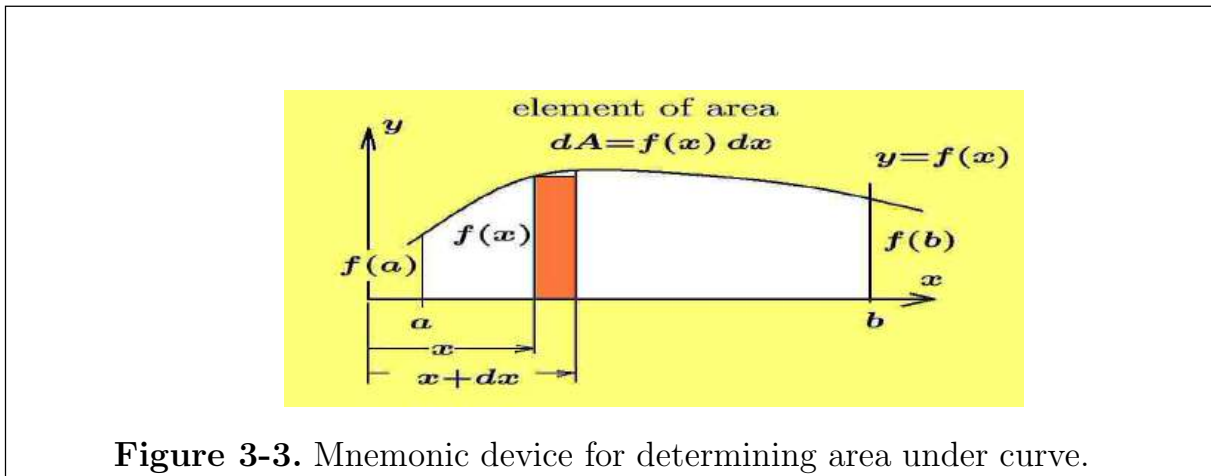 element of area
dA=f(x) dx
y
y=f(x)
f(x)
f(b)
f(a)
x
a
b
x
x+dx
Figure 3-3. Mnemonic device for determining area under curve.